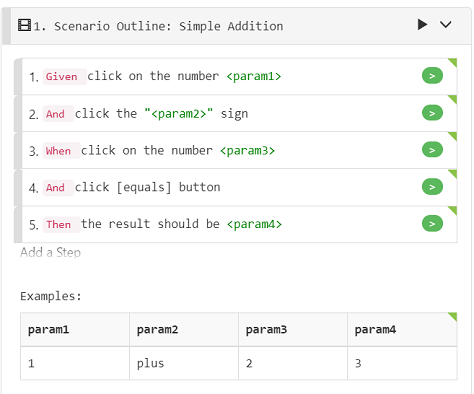 1. Scenario Outline: Simple Addition
1. Given click on the number <param1>
2. And click the "<param2>" sign
3. When click on the number <param3>
4. And click [equals] button
5. Then the result should be <param4>
Add a Step
Examples:
param1 param2 param3 param4
1 plus 2 3